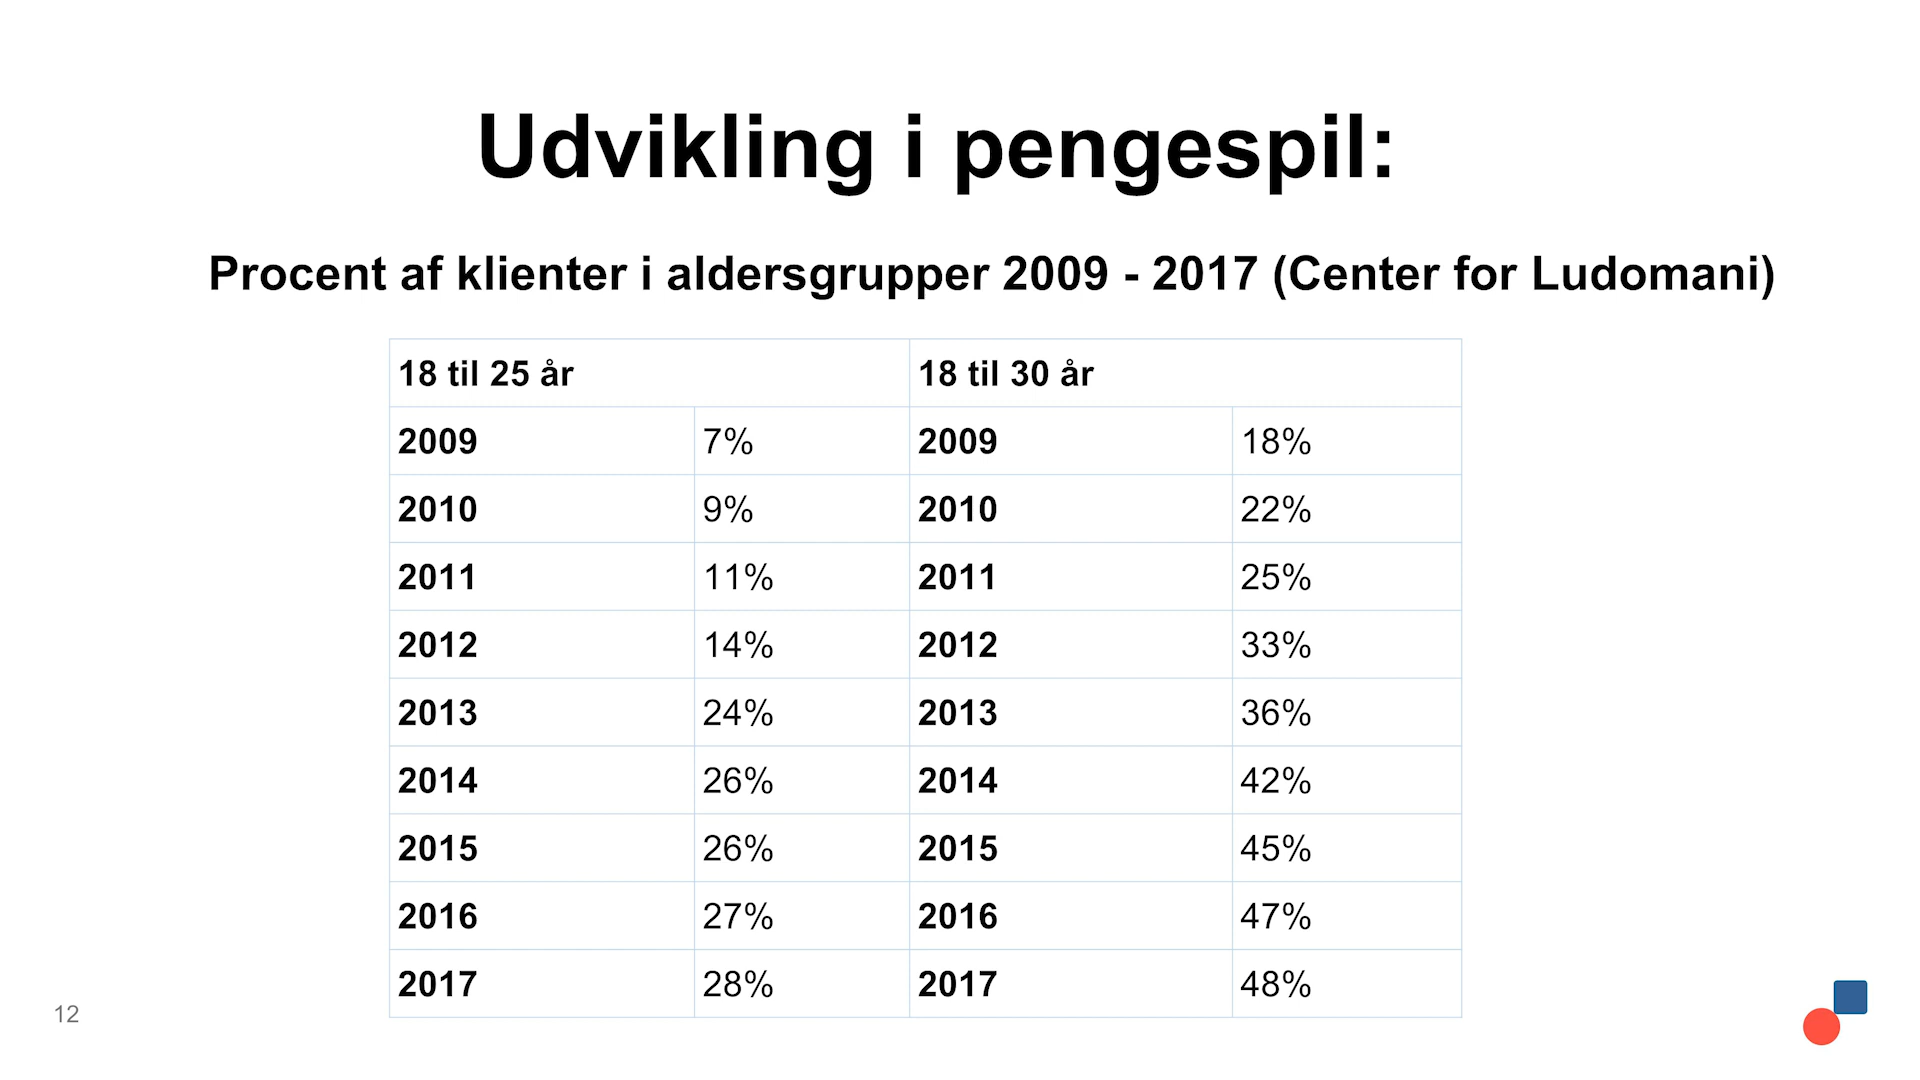 Udvikling i pengespil:
Procent af klienter i aldersgrupper 2009 - 2017 (Center for Ludomani)
18 til 25 år 18 til 30 år
2009 7% 2009 18%
2010 9% 2010 22%
2011 11% 2011 25%
2012 14% 2012 33%
2013 24% 2013 36%
2014 26% 2014 42%
2015 26% 2015 45%
2016 27% 2016 47%
2017 28% 2017 48%
12